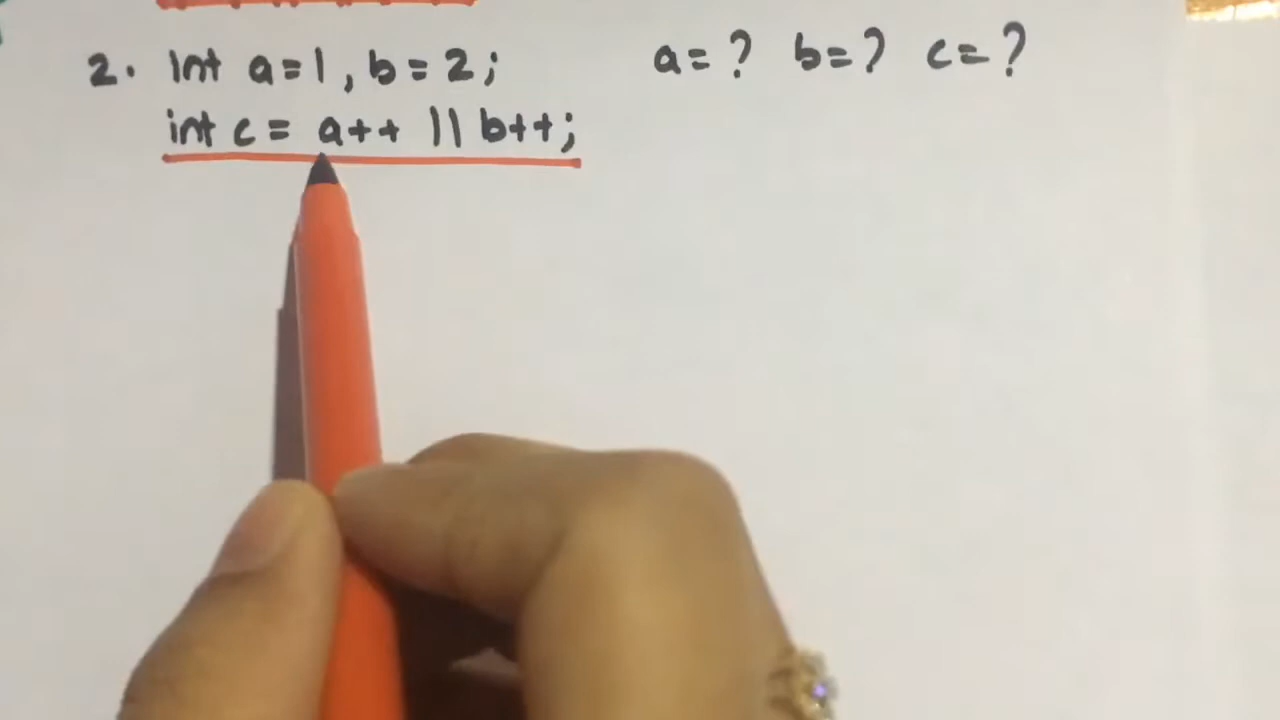 2. Int a=1, b=2; a=? b=? c=?
int c= a++ || b++;